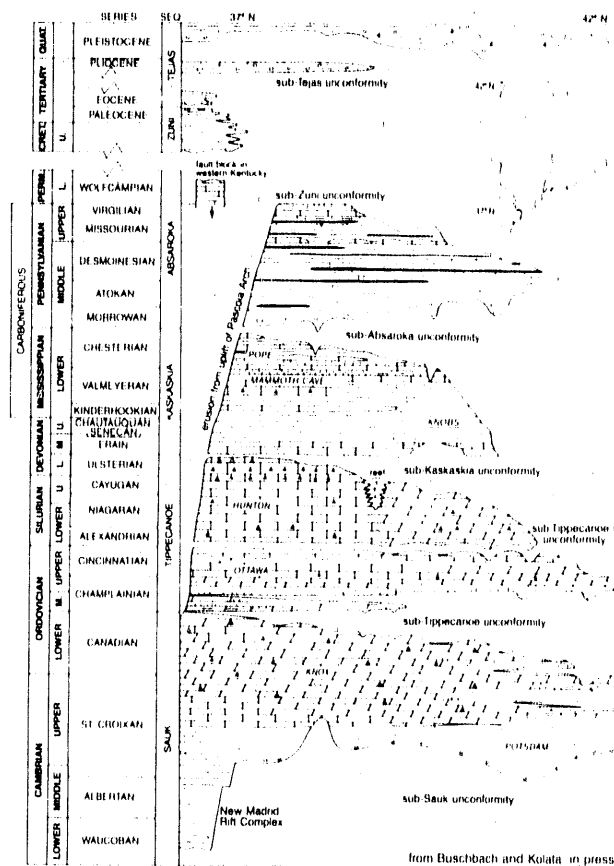 SERIES SEQ 37° N 42° N
QUAT
PLEISTOCENE
TERTIARY
PLIOCENE
TEJAS
sub-Tejas unconformity
EOCENE
PALEOCENE
CRET
U.
ZUNI
fault block in
western Kentucky
L.
WOLFCAMPIAN
sub-Zuni unconformity
CARBONIFEROUS
PENNSYLVANIAN
UPPER
VIRGILIAN
MISSOURIAN
ABSAROKA
MIDDLE
DESMOINESIAN
ATOKAN
MORROWAN
sub-Absaroka unconformity
erosion from uplift of Pascola Arch
MISSISSIPPIAN
LOWER
CHESTERIAN
POPE
VALMEYERAN
MAMMOTH CAVE
KASKASKIA
KINDERHOOKIAN
KNOBS
DEVONIAN
U.
CHAUTAUQUAN
SENECAN
M
ERIAN
L
ULSTERIAN
reef
sub-Kaskaskia unconformity
SILURIAN
U
CAYUGAN
LOWER
NIAGARAN
HUNTON
ALEXANDRIAN
TIPPECANOE
sub Tippecanoe
unconformity
ORDOVICIAN
UPPER
CINCINNATIAN
OTTAWA
M.
CHAMPLAINIAN
sub-Tippecanoe unconformity
LOWER
CANADIAN
KNOX
CAMBRIAN
UPPER
ST. CROIXAN
SAUK
POTSDAM
MIDDLE
ALBERTAN
sub-Sauk unconformity
New Madrid
Rift Complex
LOWER
WAUCOBAN
from Buschbach and Kolata in press